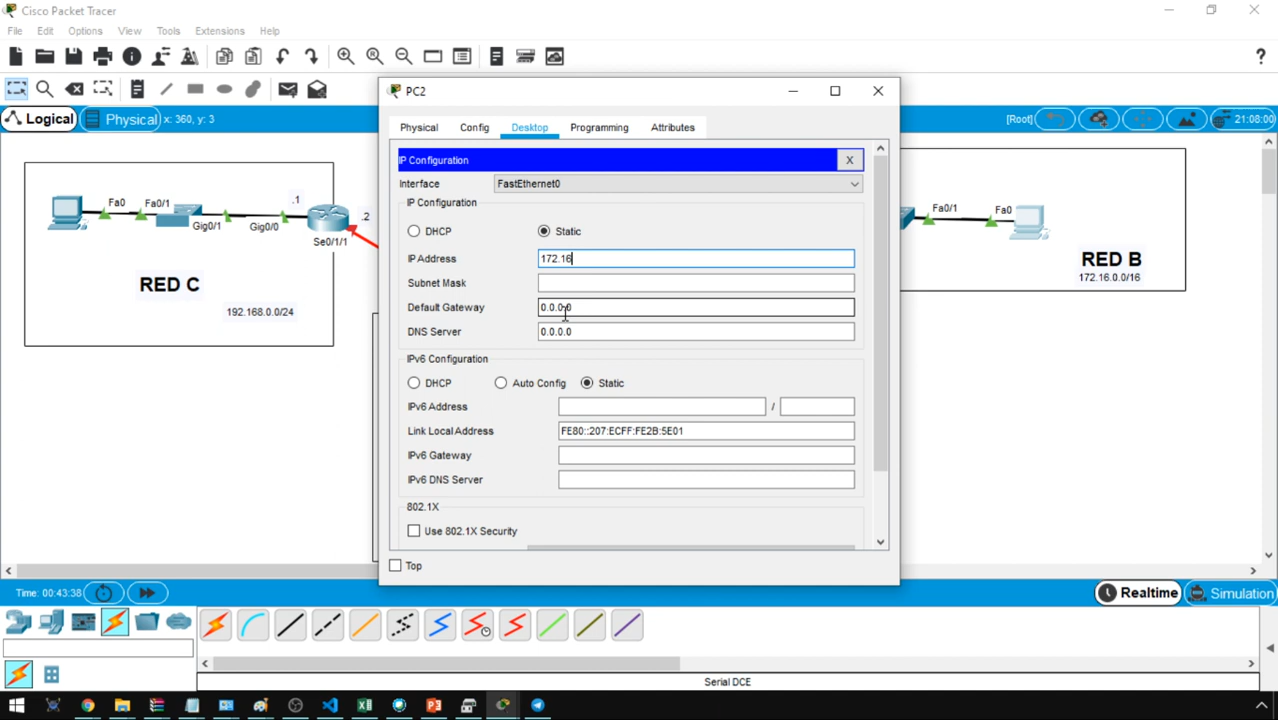 Cisco Packet Tracer
File Edit Options View Tools Extensions Help
Logical Physical x: 360, y: 3 [Root] 21:08:00
PC2
Physical Config Desktop Programming Attributes
IP Configuration X
Interface FastEthernet0
IP Configuration
DHCP Static
IP Address 172.16
Subnet Mask
Default Gateway 0.0.0.0
DNS Server 0.0.0.0
IPv6 Configuration
DHCP Auto Config Static
IPv6 Address /
Link Local Address FE80::207:ECFF:FE2B:5E01
IPv6 Gateway
IPv6 DNS Server
802.1X
Use 802.1X Security
Top
Fa0 Fa0/1 .1
Gig0/1 Gig0/0 .2
Se0/1/1
RED C
192.168.0.0/24
Fa0/1 Fa0
RED B
172.16.0.0/16
Time: 00:43:38 Realtime Simulation
Serial DCE